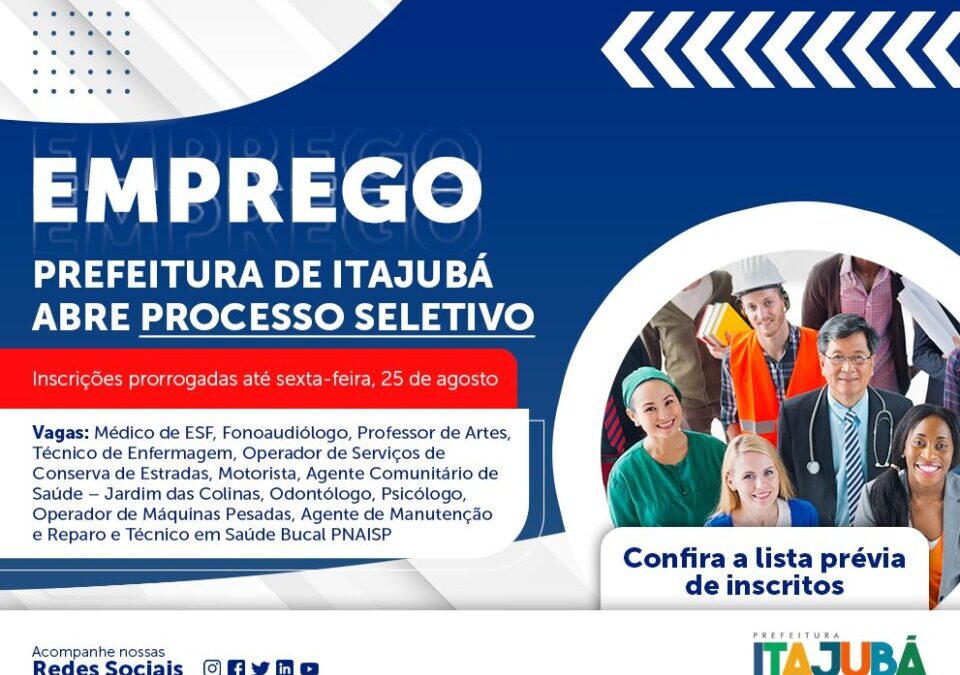 EMPREGO
PREFEITURA DE ITAJUBÁ
ABRE PROCESSO SELETIVO
Inscrições prorrogadas até sexta-feira, 25 de agosto
Vagas: Médico de ESF, Fonoaudiólogo, Professor de Artes,
Técnico de Enfermagem, Operador de Serviços de
Conserva de Estradas, Motorista, Agente Comunitário de
Saúde – Jardim das Colinas, Odontólogo, Psicólogo,
Operador de Máquinas Pesadas, Agente de Manutenção
e Reparo e Técnico em Saúde Bucal PNAISP
Confira a lista prévia
de inscritos
Acompanhe nossas
Redes Sociais
PREFEITURA
ITAJUBÁ